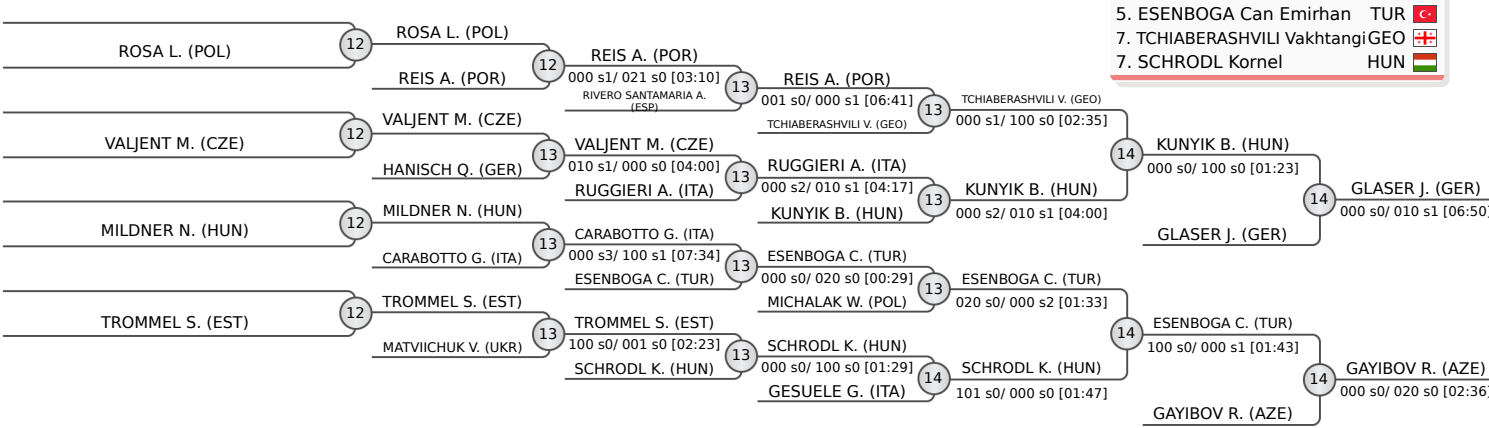 5. ESENBOGA Can Emirhan TUR
7. TCHIABERASHVILI Vakhtangi GEO
7. SCHRODL Kornel HUN
ROSA L. (POL)
12
VALJENT M. (CZE)
12
MILDNER N. (HUN)
12
TROMMEL S. (EST)
12
ROSA L. (POL)
REIS A. (POR)
12
VALJENT M. (CZE)
HANISCH Q. (GER)
13
MILDNER N. (HUN)
CARABOTTO G. (ITA)
13
TROMMEL S. (EST)
MATVIICHUK V. (UKR)
13
REIS A. (POR)
000 s1/ 021 s0 [03:10]
RIVERO SANTAMARIA A.
(ESP)
13
VALJENT M. (CZE)
010 s1/ 000 s0 [04:00]
RUGGIERI A. (ITA)
13
CARABOTTO G. (ITA)
000 s3/ 100 s1 [07:34]
ESENBOGA C. (TUR)
13
TROMMEL S. (EST)
100 s0/ 001 s0 [02:23]
SCHRODL K. (HUN)
13
REIS A. (POR)
001 s0/ 000 s1 [06:41]
TCHIABERASHVILI V. (GEO)
13
RUGGIERI A. (ITA)
000 s2/ 010 s1 [04:17]
KUNYIK B. (HUN)
13
ESENBOGA C. (TUR)
000 s0/ 020 s0 [00:29]
MICHALAK W. (POL)
13
SCHRODL K. (HUN)
000 s0/ 100 s0 [01:29]
GESUELE G. (ITA)
14
TCHIABERASHVILI V. (GEO)
000 s1/ 100 s0 [02:35]
KUNYIK B. (HUN)
000 s2/ 010 s1 [04:00]
14
ESENBOGA C. (TUR)
020 s0/ 000 s2 [01:33]
SCHRODL K. (HUN)
101 s0/ 000 s0 [01:47]
14
KUNYIK B. (HUN)
000 s0/ 100 s0 [01:23]
GLASER J. (GER)
14
ESENBOGA C. (TUR)
100 s0/ 000 s1 [01:43]
GAYIBOV R. (AZE)
14
GLASER J. (GER)
000 s0/ 010 s1 [06:50]
GAYIBOV R. (AZE)
000 s0/ 020 s0 [02:36]